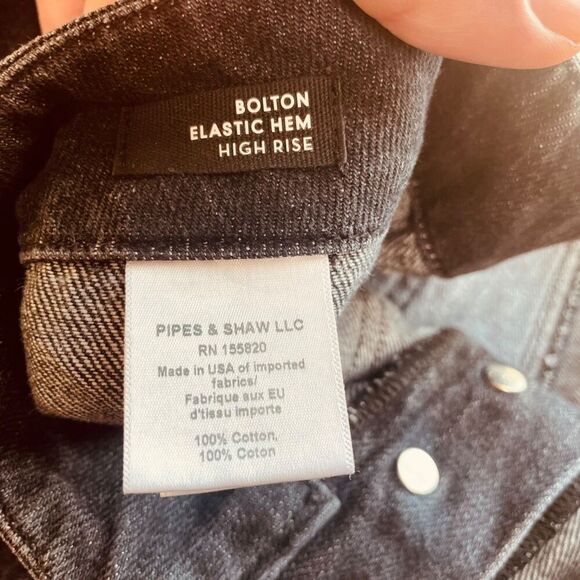 BOLTON
ELASTIC HEM
HIGH RISE
PIPES & SHAW LLC
RN 155820
Made in USA of imported
fabrics/
Fabrique aux EU
d'tissu importe
100% Cotton,
100% Coton